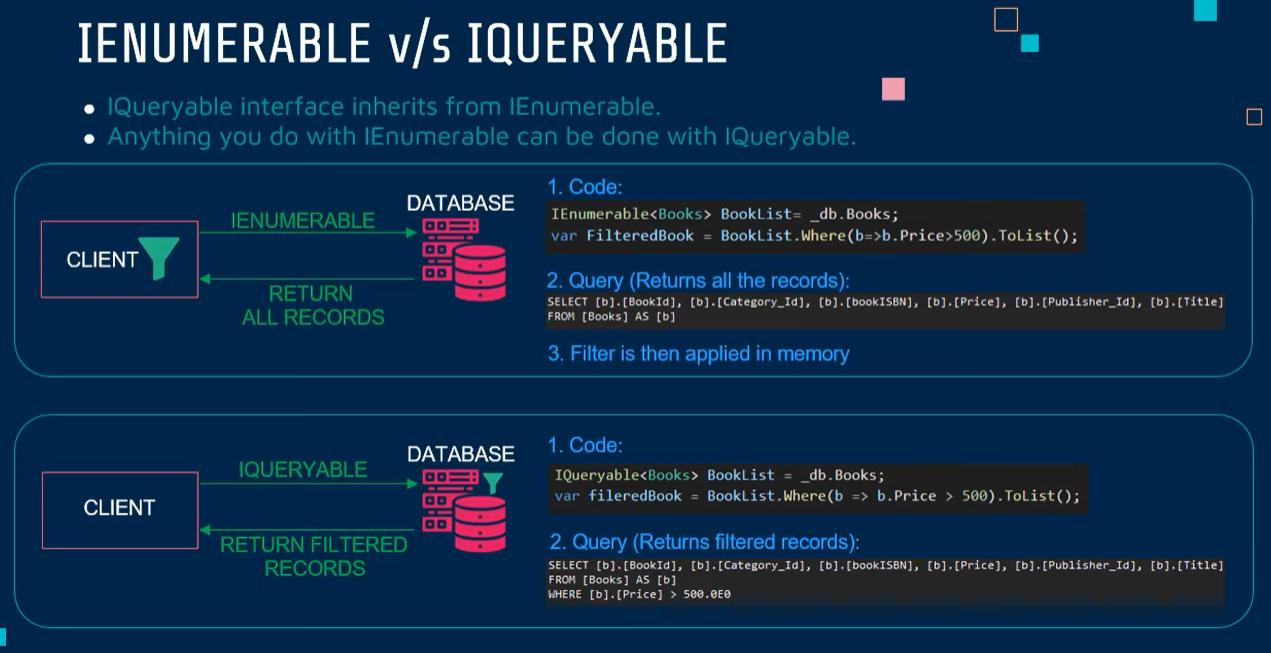 IENUMERABLE v/s IQUERYABLE
IQueryable interface inherits from IEnumerable.
Anything you do with IEnumerable can be done with IQueryable.
CLIENT
IENUMERABLE
RETURN
ALL RECORDS
DATABASE
1. Code:
IEnumerable<Books> BookList= _db.Books;
var FilteredBook = BookList.Where(b=>b.Price>500).ToList();
2. Query (Returns all the records):
SELECT [b].[BookId], [b].[Category_Id], [b].[bookISBN], [b].[Price], [b].[Publisher_Id], [b].[Title]
FROM [Books] AS [b]
3. Filter is then applied in memory
CLIENT
IQUERYABLE
RETURN FILTERED
RECORDS
DATABASE
1. Code:
IQueryable<Books> BookList = _db.Books;
var fileredBook = BookList.Where(b => b.Price > 500).ToList();
2. Query (Returns filtered records):
SELECT [b].[BookId], [b].[Category_Id], [b].[bookISBN], [b].[Price], [b].[Publisher_Id], [b].[Title]
FROM [Books] AS [b]
WHERE [b].[Price] > 500.0E0